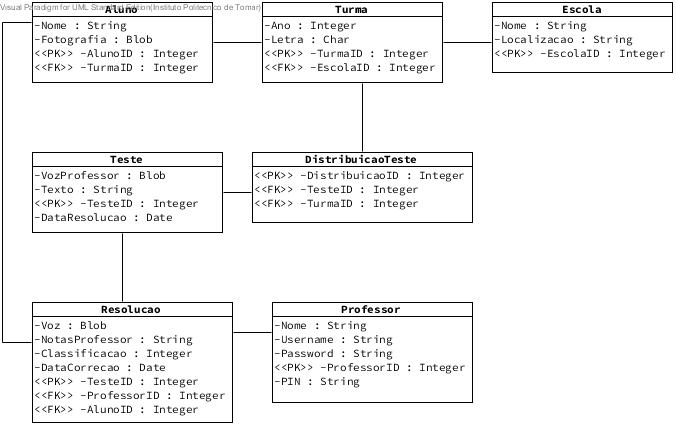 Visual Paradigm for UML Standard Edition(Instituto Politecnico de Tomar)
Aluno
-Nome : String
-Fotografia : Blob
<<PK>> -AlunoID : Integer
<<FK>> -TurmaID : Integer
Turma
-Ano : Integer
-Letra : Char
<<PK>> -TurmaID : Integer
<<FK>> -EscolaID : Integer
Escola
-Nome : String
-Localizacao : String
<<PK>> -EscolaID : Integer
Teste
-VozProfessor : Blob
-Texto : String
<<PK>> -TesteID : Integer
-DataResolucao : Date
DistribuicaoTeste
<<PK>> -DistribuicaoID : Integer
<<FK>> -TesteID : Integer
<<FK>> -TurmaID : Integer
Resolucao
-Voz : Blob
-NotasProfessor : String
-Classificacao : Integer
-DataCorrecao : Date
<<PK>> -TesteID : Integer
<<FK>> -ProfessorID : Integer
<<FK>> -AlunoID : Integer
Professor
-Nome : String
-Username : String
-Password : String
<<PK>> -ProfessorID : Integer
-PIN : String